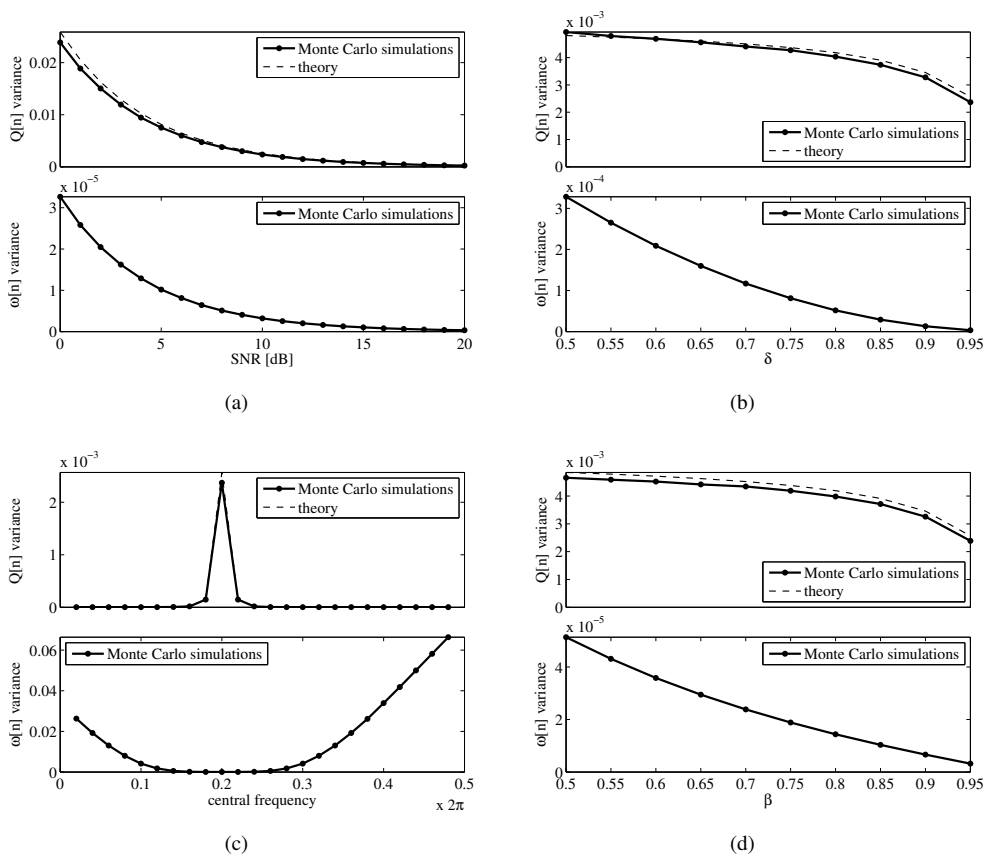 Q[n] variance
0.02
0.01
0
Monte Carlo simulations
theory
x 10⁻⁵
ω[n] variance
3
2
1
0
Monte Carlo simulations
0 5 10 15 20
SNR [dB]
(a)
x 10⁻³
Q[n] variance
4
3
2
1
0
Monte Carlo simulations
theory
x 10⁻⁴
ω[n] variance
3
2
1
0
Monte Carlo simulations
0.5 0.55 0.6 0.65 0.7 0.75 0.8 0.85 0.9 0.95
δ
(b)
x 10⁻³
Q[n] variance
2
1
0
Monte Carlo simulations
theory
ω[n] variance
0.06
0.04
0.02
0
Monte Carlo simulations
0 0.1 0.2 0.3 0.4 0.5
central frequency
x 2π
(c)
x 10⁻³
Q[n] variance
4
3
2
1
0
Monte Carlo simulations
theory
x 10⁻⁵
ω[n] variance
4
2
0
Monte Carlo simulations
0.5 0.55 0.6 0.65 0.7 0.75 0.8 0.85 0.9 0.95
β
(d)